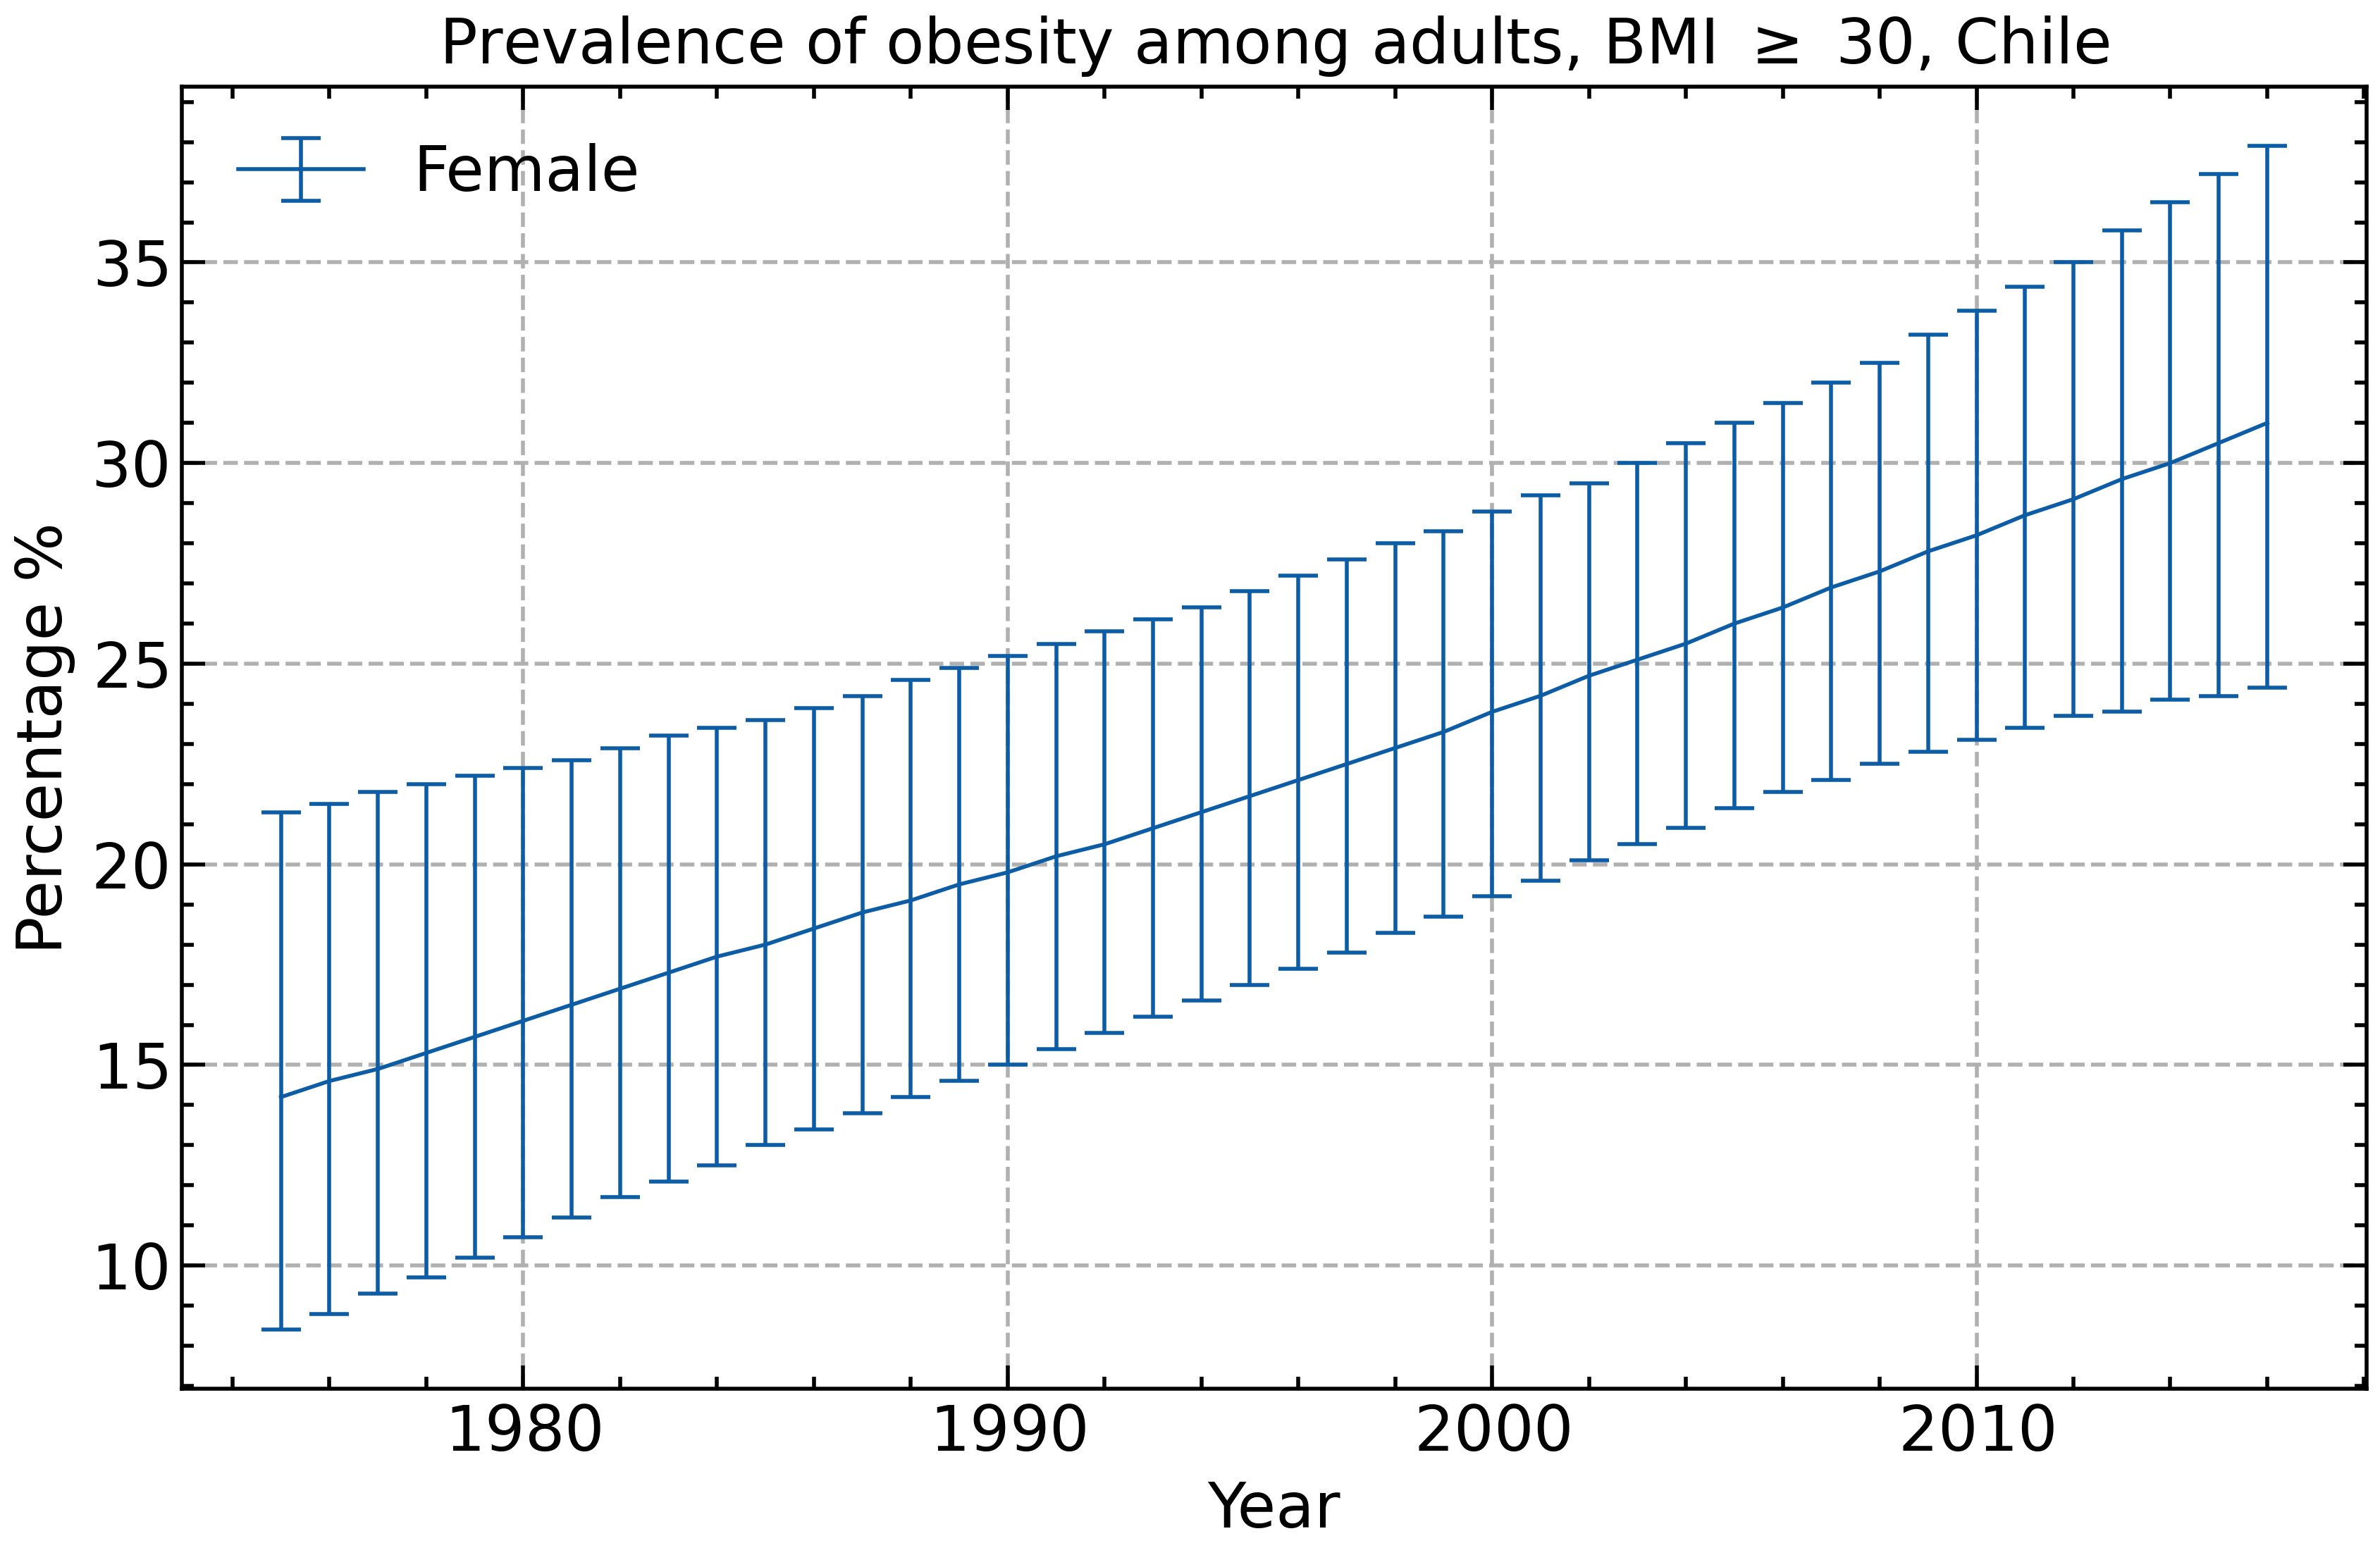 Prevalence of obesity among adults, BMI ≥ 30, Chile
Female
35
30
25
20
15
10
Percentage %
1980 1990 2000 2010
Year